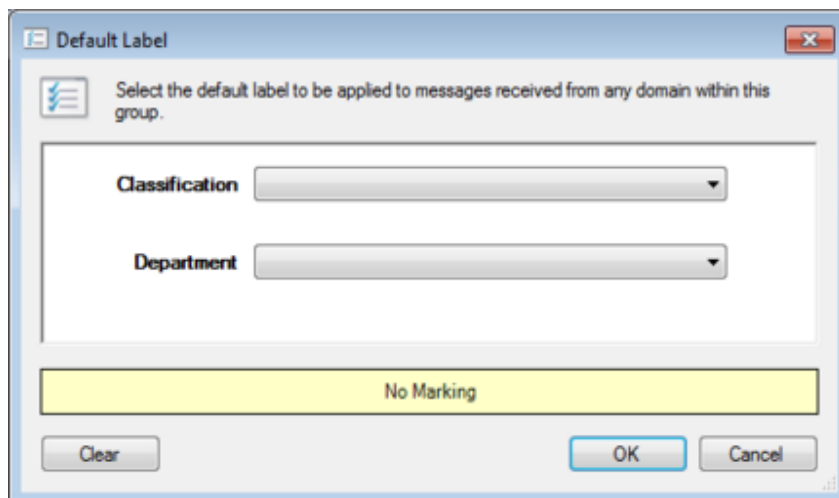 Default Label
Select the default label to be applied to messages received from any domain within this
group.
Classification
Department
No Marking
Clear OK Cancel